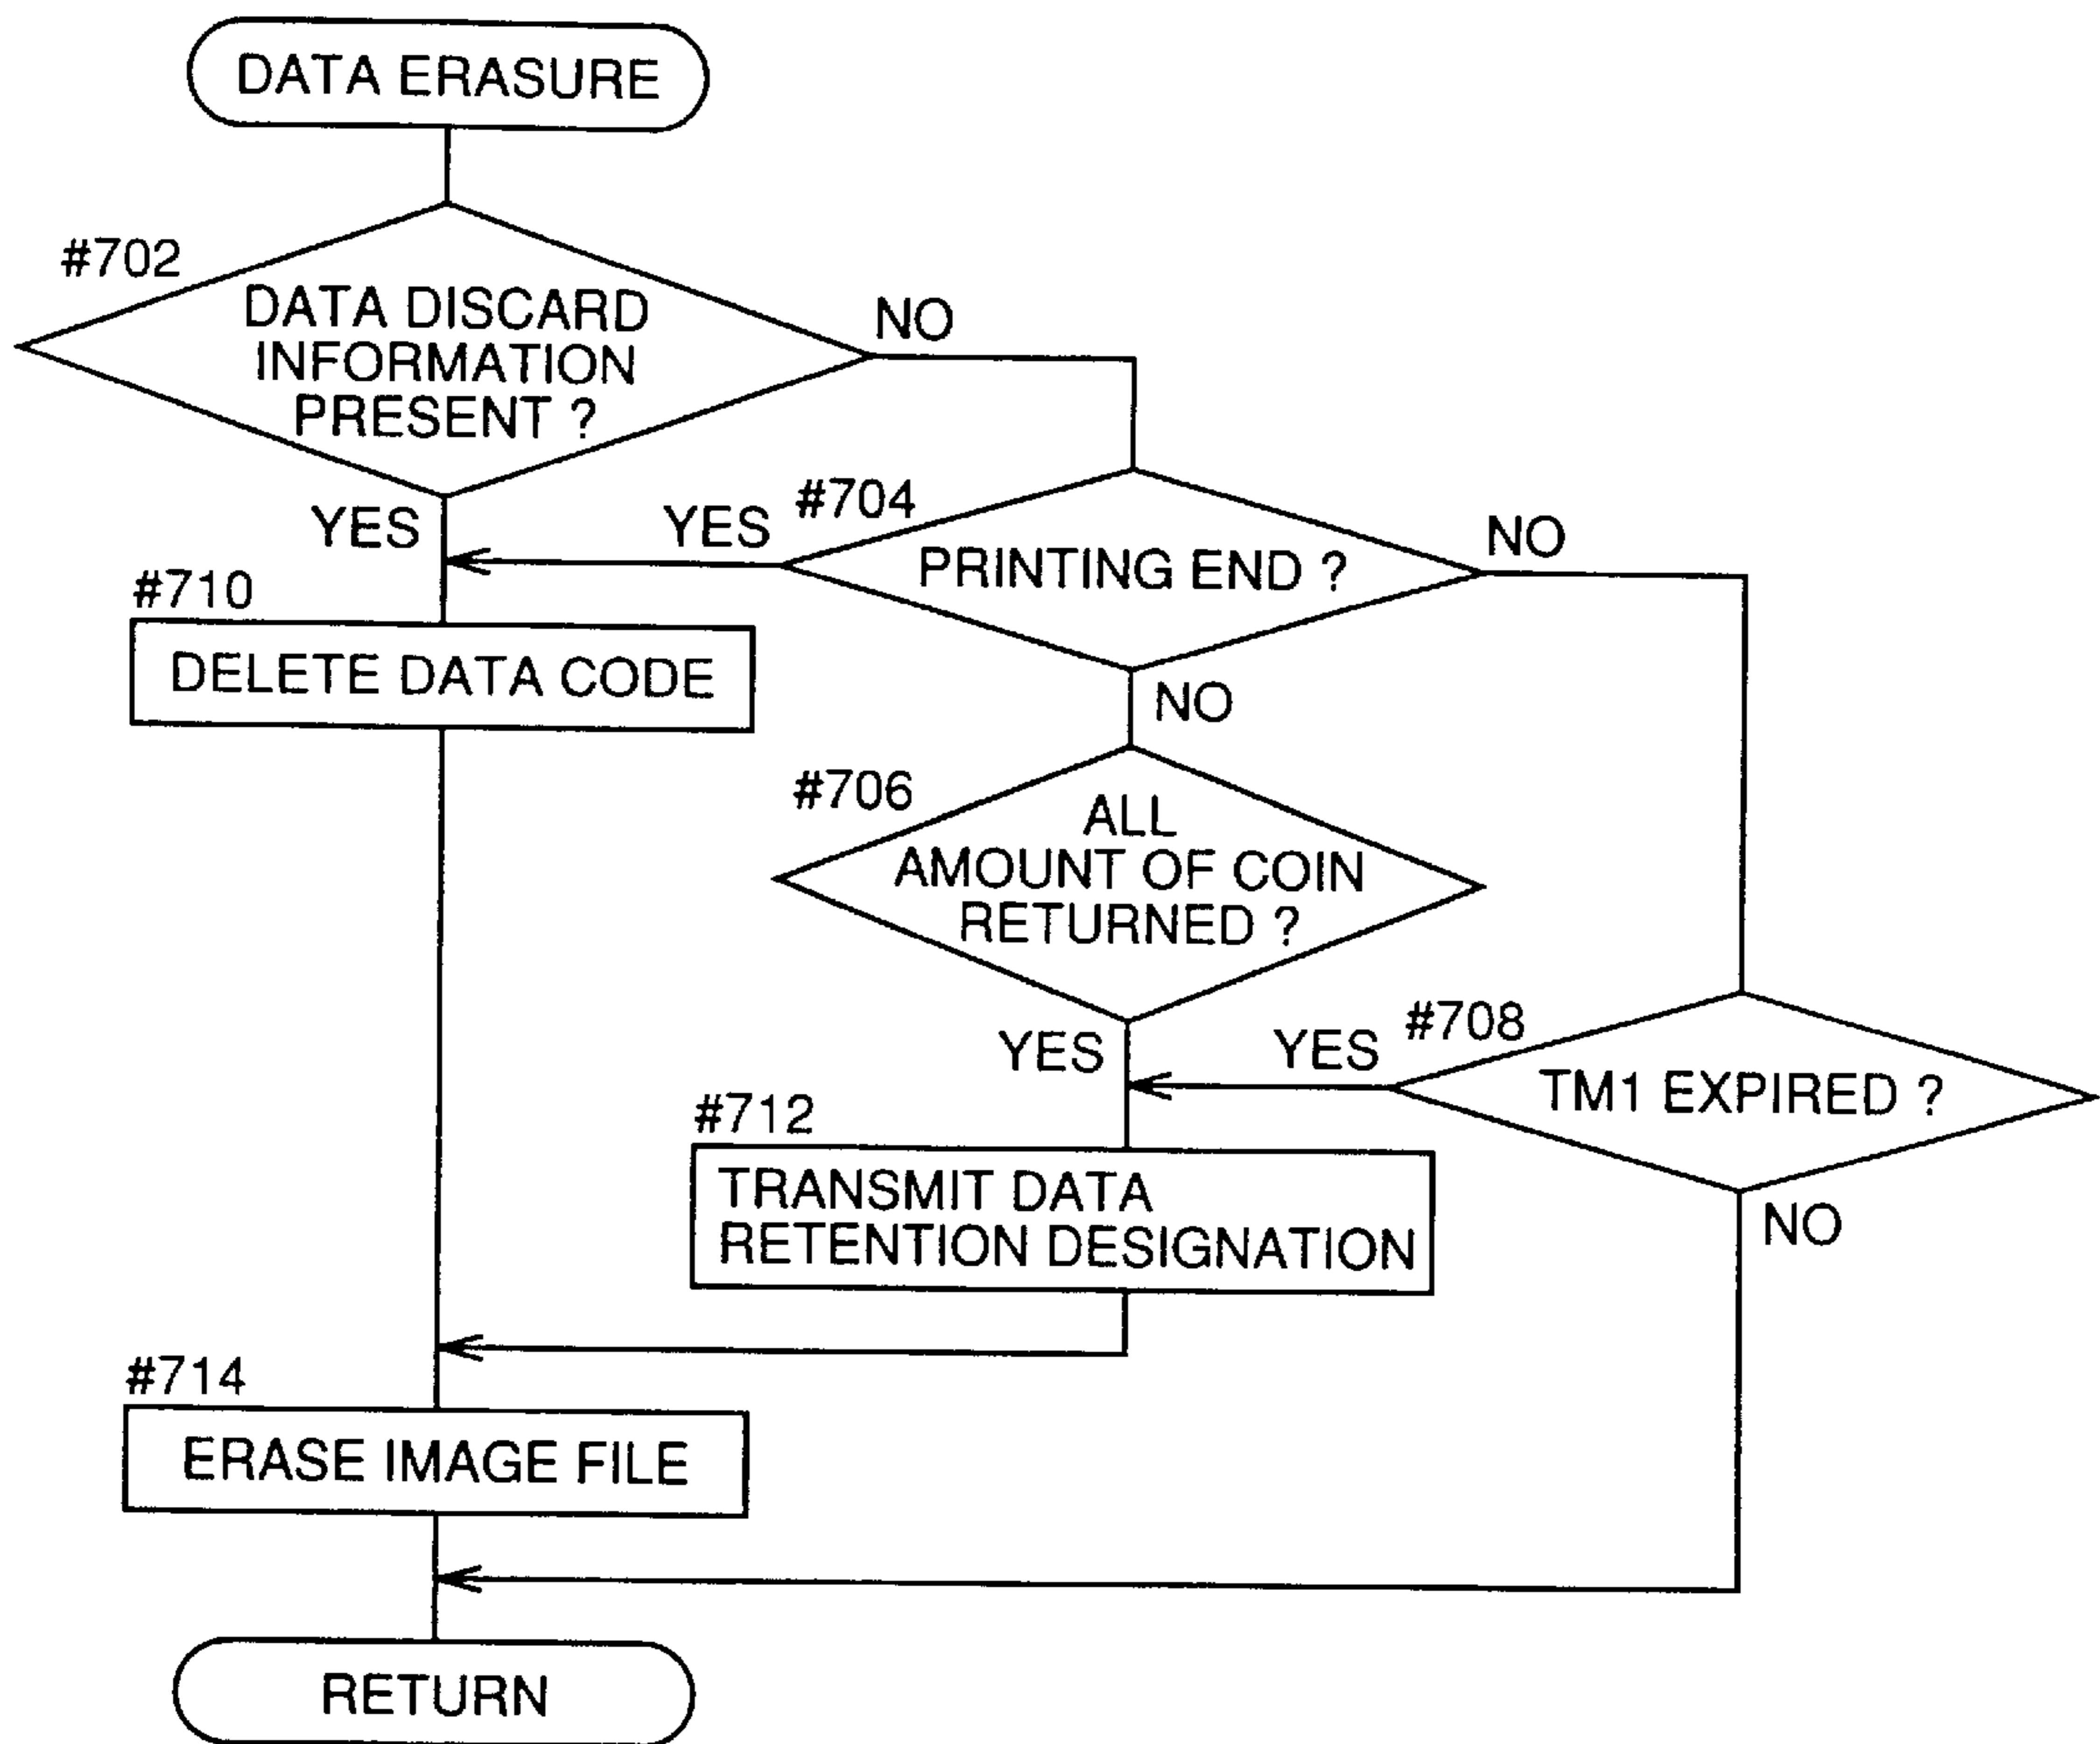 DATA ERASURE
#702
DATA DISCARD
INFORMATION
PRESENT ?
NO
YES
#704
YES
PRINTING END ?
NO
#710
DELETE DATA CODE
NO
#706
ALL
AMOUNT OF COIN
RETURNED ?
YES
#708
YES
TM1 EXPIRED ?
#712
TRANSMIT DATA
RETENTION DESIGNATION
NO
#714
ERASE IMAGE FILE
RETURN